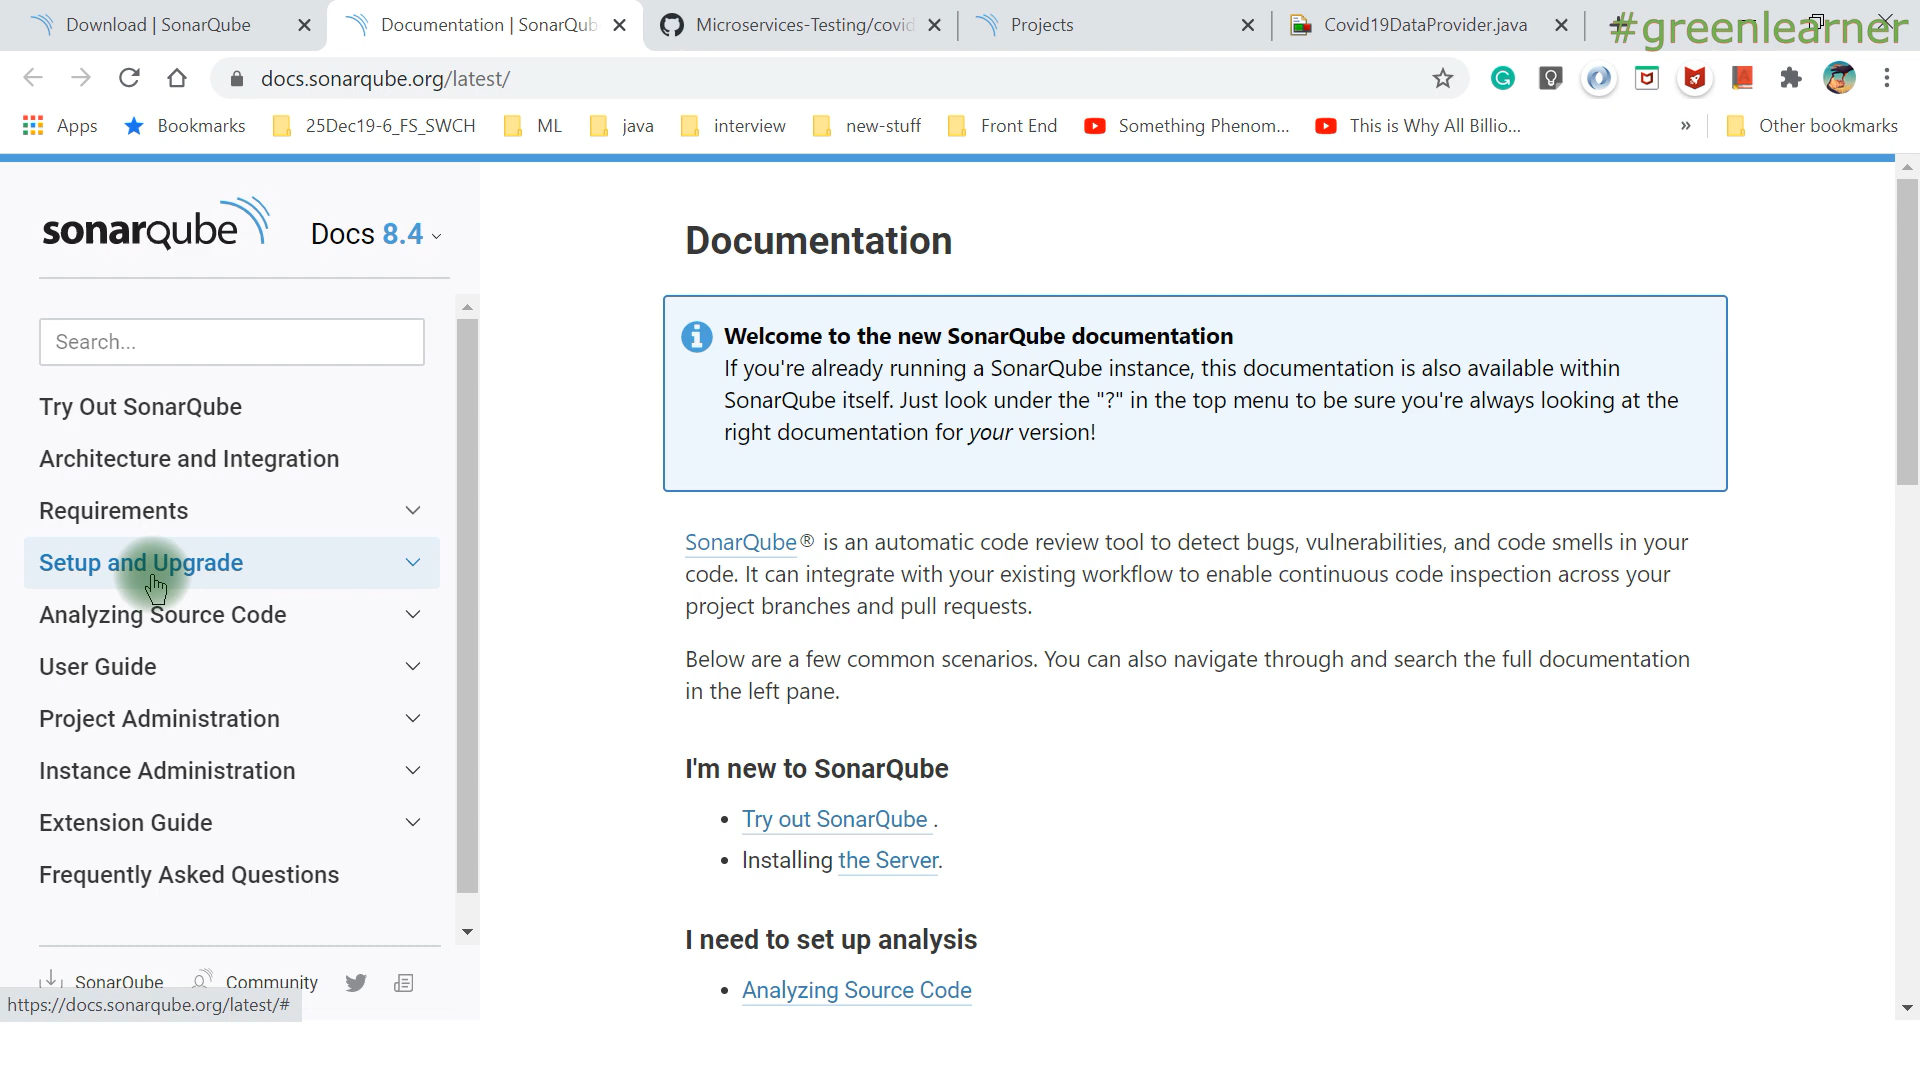 Download | SonarQube
Documentation | SonarQub
Microservices-Testing/covid
Projects
Covid19DataProvider.java
#greenlearner
docs.sonarqube.org/latest/
Apps
Bookmarks
25Dec19-6_FS_SWCH
ML
java
interview
new-stuff
Front End
Something Phenom...
This is Why All Billio...
»
Other bookmarks
sonarqube
Docs 8.4
Search...
Try Out SonarQube
Architecture and Integration
Requirements
Setup and Upgrade
Analyzing Source Code
User Guide
Project Administration
Instance Administration
Extension Guide
Frequently Asked Questions
SonarQube
Community
https://docs.sonarqube.org/latest/#
Documentation
Welcome to the new SonarQube documentation
If you're already running a SonarQube instance, this documentation is also available within
SonarQube itself. Just look under the "?" in the top menu to be sure you're always looking at the
right documentation for your version!
SonarQube® is an automatic code review tool to detect bugs, vulnerabilities, and code smells in your
code. It can integrate with your existing workflow to enable continuous code inspection across your
project branches and pull requests.
Below are a few common scenarios. You can also navigate through and search the full documentation
in the left pane.
I'm new to SonarQube
• Try out SonarQube .
• Installing the Server.
I need to set up analysis
• Analyzing Source Code